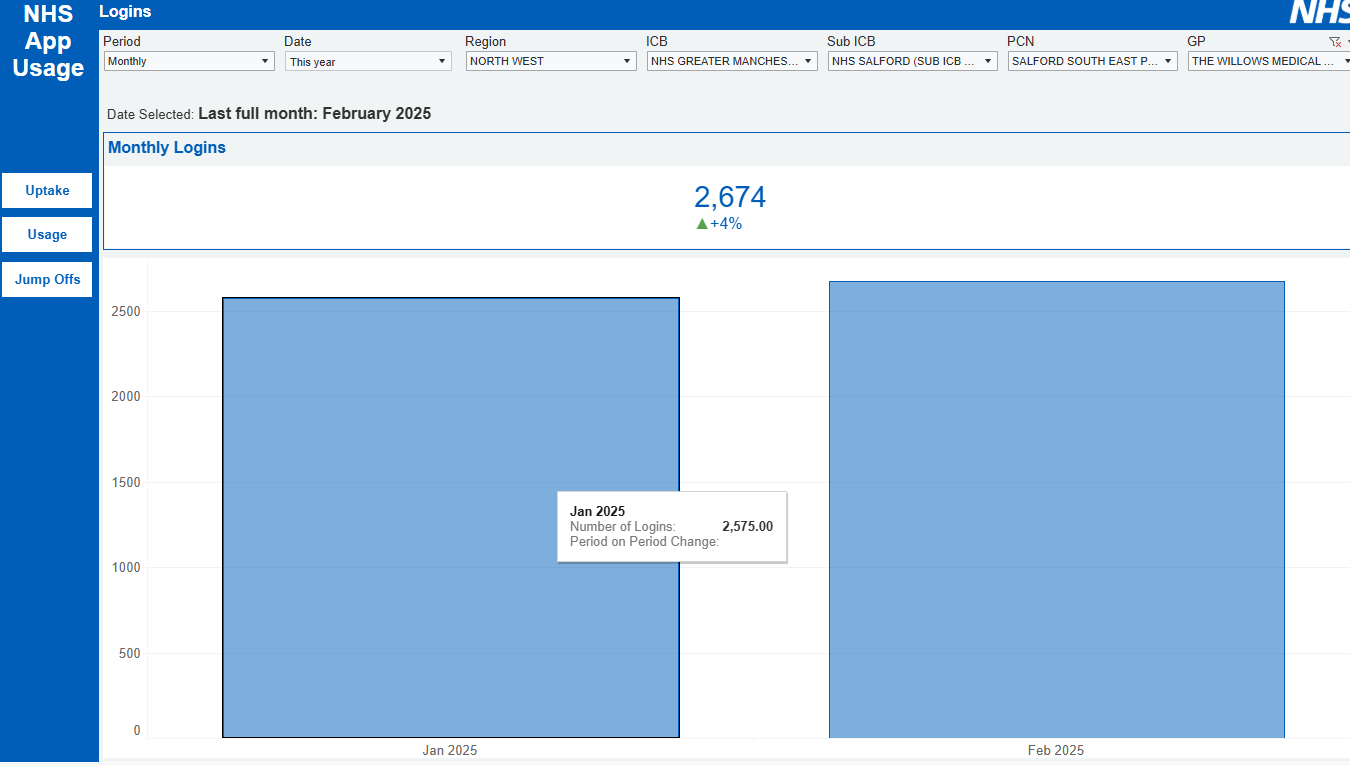 NHS
App
Usage
Logins
NHS
Period
Date
Region
ICB
Sub ICB
PCN
GP
Monthly
This year
NORTH WEST
NHS GREATER MANCHES...
NHS SALFORD (SUB ICB ...
SALFORD SOUTH EAST P...
THE WILLOWS MEDICAL ...
Date Selected: Last full month: February 2025
Monthly Logins
2,674
▲+4%
Uptake
Usage
Jump Offs
2500
2000
1500
1000
500
0
Jan 2025
Number of Logins: 2,575.00
Period on Period Change:
Jan 2025
Feb 2025